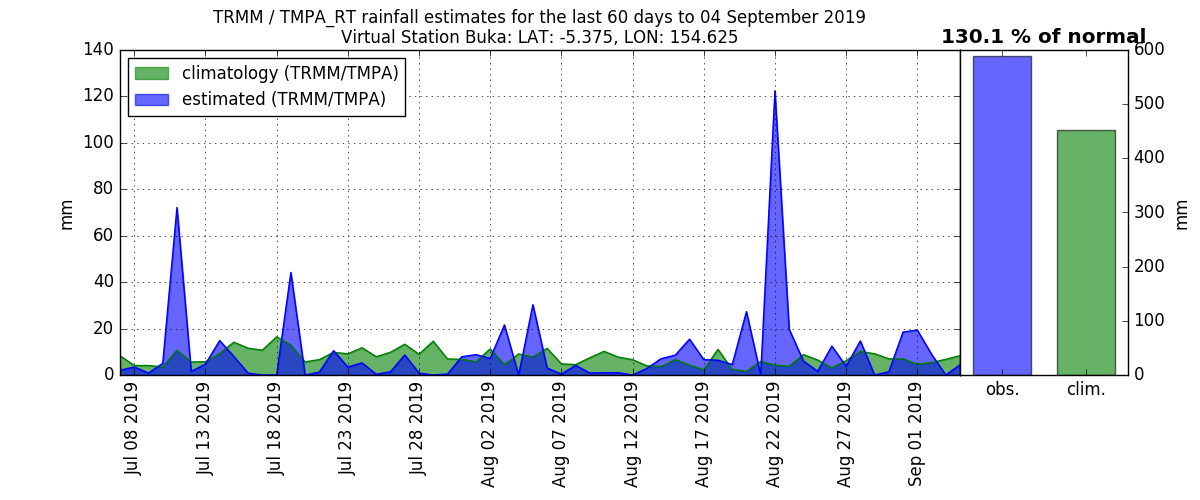 TRMM / TMPA_RT rainfall estimates for the last 60 days to 04 September 2019
Virtual Station Buka: LAT: -5.375, LON: 154.625
130.1 % of normal
climatology (TRMM/TMPA)
estimated (TRMM/TMPA)
140
120
100
80
60
40
20
0
mm
Jul 08 2019
Jul 13 2019
Jul 18 2019
Jul 23 2019
Jul 28 2019
Aug 02 2019
Aug 07 2019
Aug 12 2019
Aug 17 2019
Aug 22 2019
Aug 27 2019
Sep 01 2019
obs.
clim.
600
500
400
300
200
100
0
mm